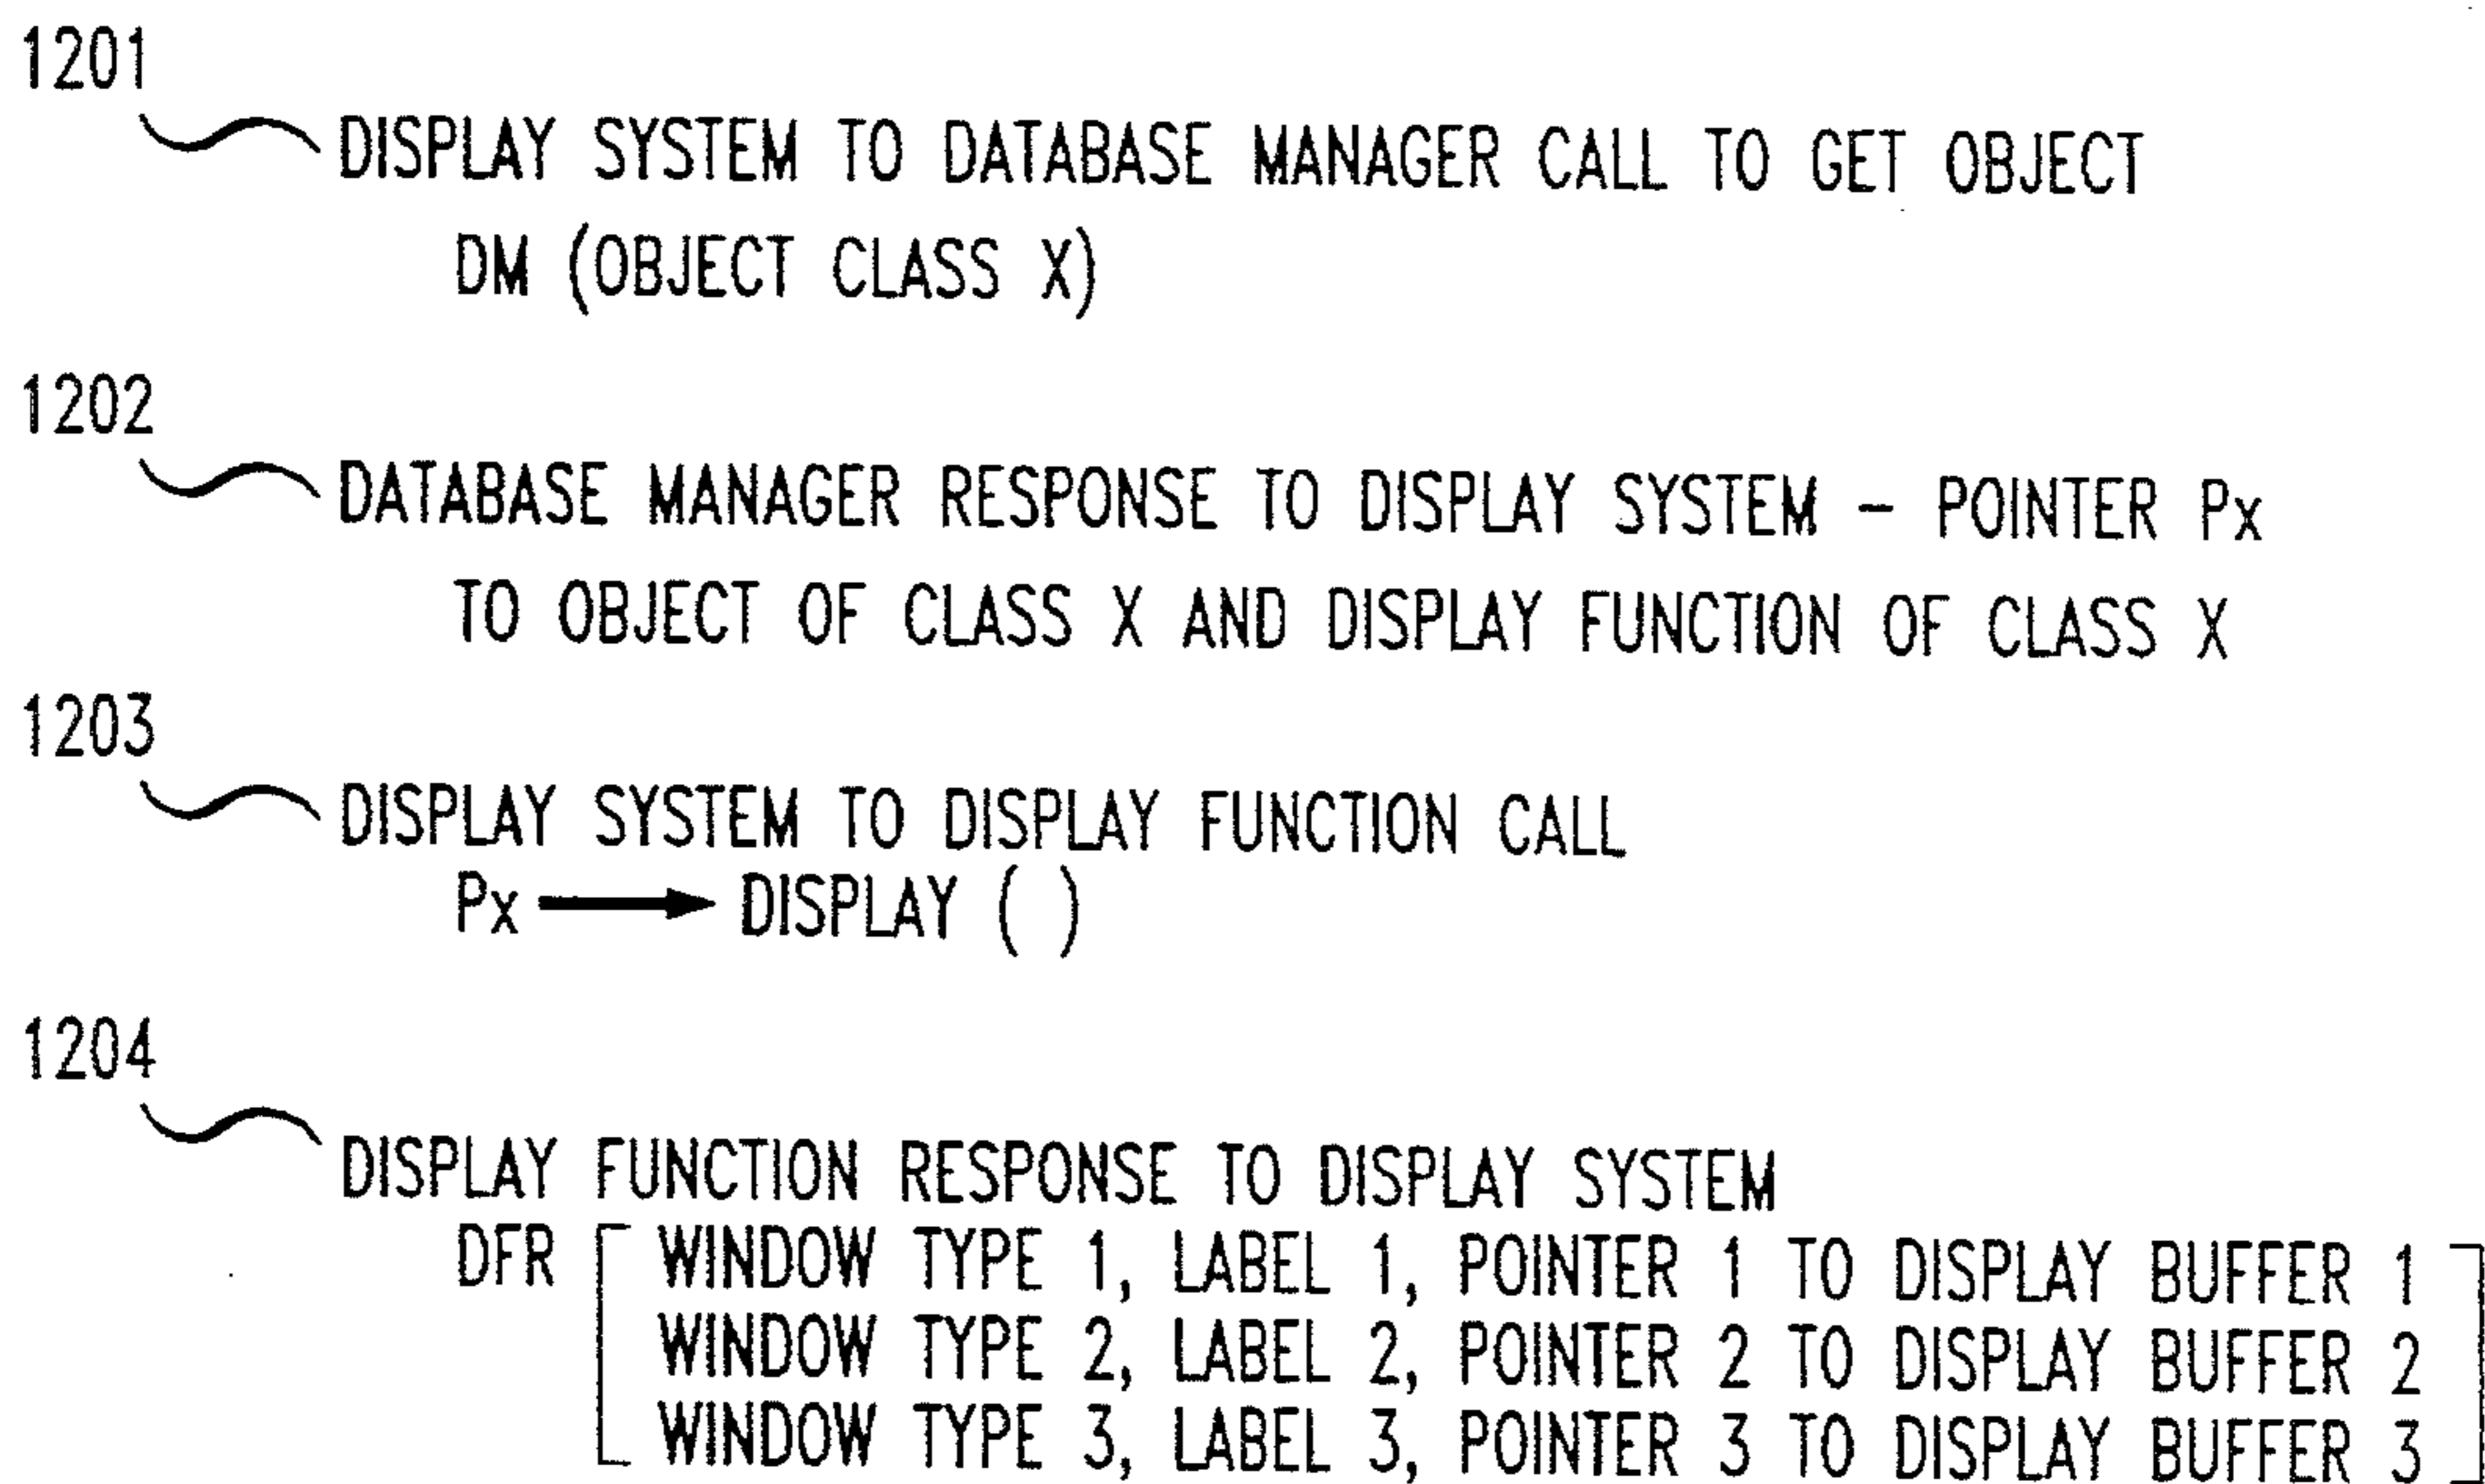 1201
DISPLAY SYSTEM TO DATABASE MANAGER CALL TO GET OBJECT
DM (OBJECT CLASS X)
1202
DATABASE MANAGER RESPONSE TO DISPLAY SYSTEM – POINTER Px
TO OBJECT OF CLASS X AND DISPLAY FUNCTION OF CLASS X
1203
DISPLAY SYSTEM TO DISPLAY FUNCTION CALL
Px → DISPLAY ( )
1204
DISPLAY FUNCTION RESPONSE TO DISPLAY SYSTEM
DFR [ WINDOW TYPE 1, LABEL 1, POINTER 1 TO DISPLAY BUFFER 1 ]
WINDOW TYPE 2, LABEL 2, POINTER 2 TO DISPLAY BUFFER 2
WINDOW TYPE 3, LABEL 3, POINTER 3 TO DISPLAY BUFFER 3